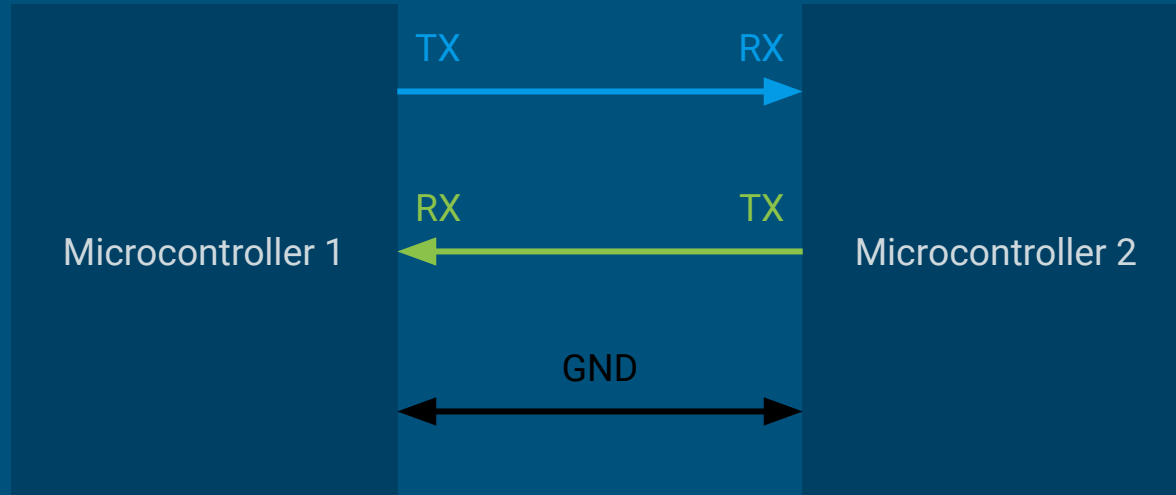 TX RX
RX TX
Microcontroller 1 Microcontroller 2
GND